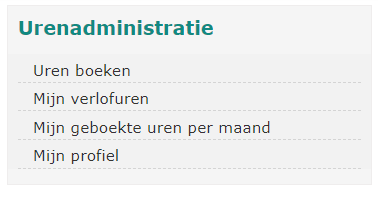 Urenadministratie
Uren boeken
Mijn verlofuren
Mijn geboekte uren per maand
Mijn profiel